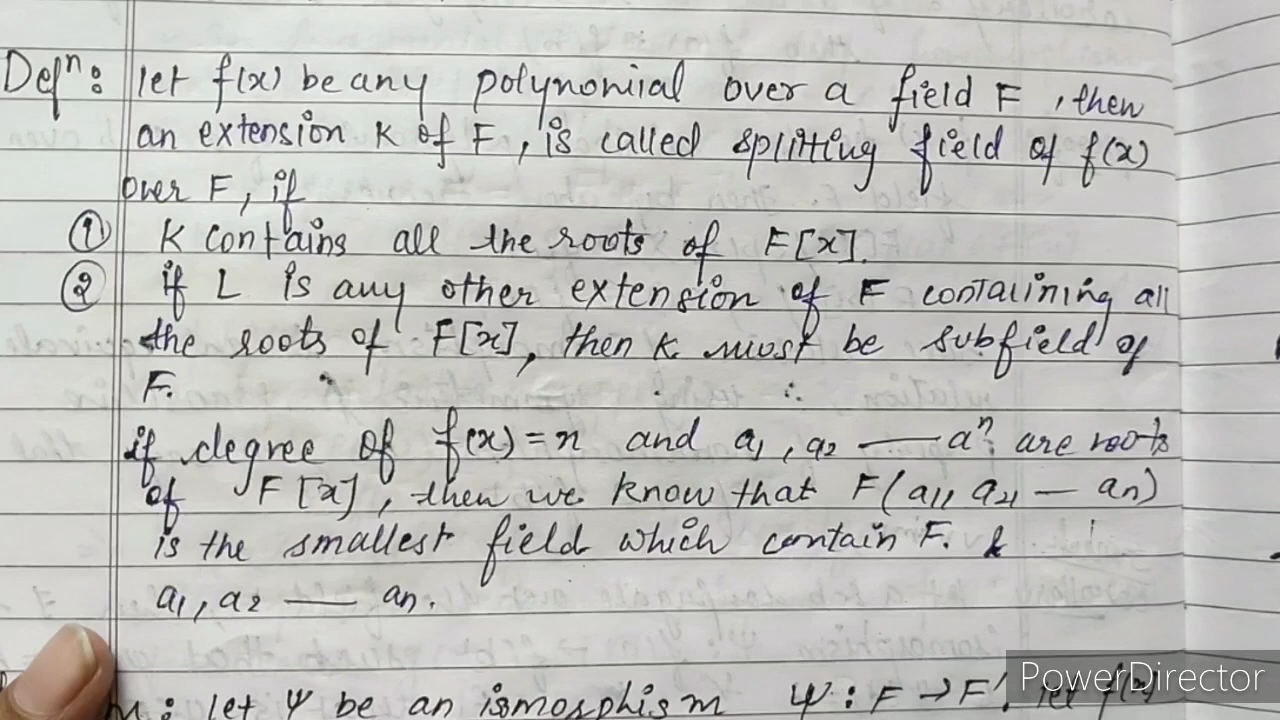 Defⁿ: let f(x) be any polynomial over a field F, then
an extension K of F, is called splitting field of f(x)
over F, if
① K contains all the roots of F[x].
② if L is any other extension of F containing all
the roots of F[x], then K must be subfield of
F.
if degree of f(x) = n and a₁, a₂ — aⁿ are roots
of F[x], then we know that F(a₁, a₂, — an)
is the smallest field which contain F. &
a₁, a₂ — an.
: let Ψ be an ismorphism Ψ : F → F'. let f(x)
PowerDirector